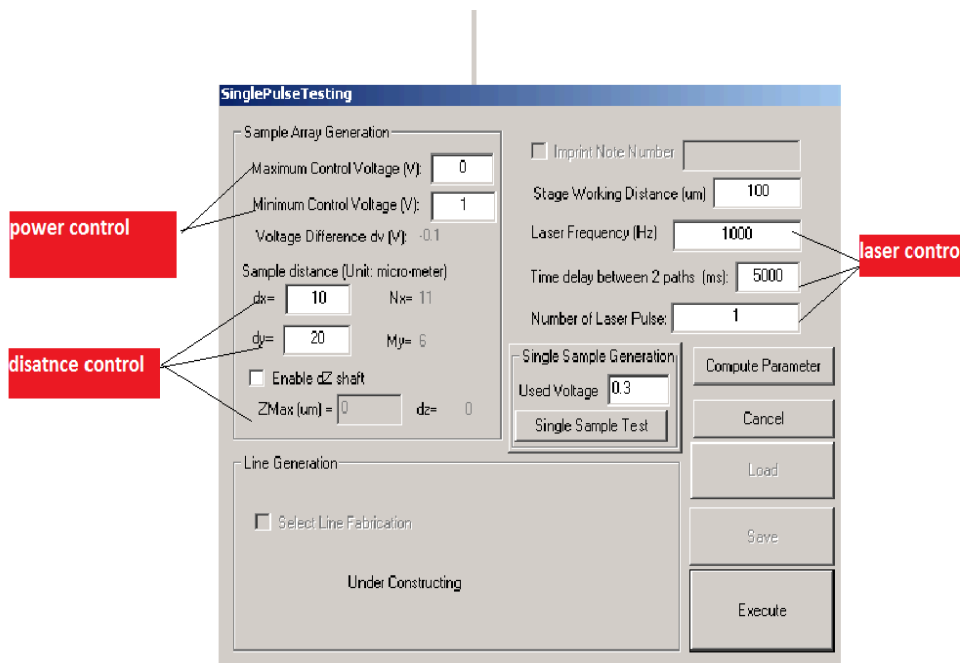 SinglePulseTesting
Sample Array Generation
Maximum Control Voltage (V): 0
Minimum Control Voltage (V): 1
Voltage Difference dv (V): -0.1
Sample distance (Unit: micro-meter)
dx= 10 Nx= 11
dy= 20 My= 6
Enable dZ shaft
ZMax (um) = 0 dz= 0
Imprint Note Number
Stage Working Distance (um) 100
Laser Frequency (Hz) 1000
Time delay between 2 paths (ms): 5000
Number of Laser Pulse: 1
Single Sample Generation
Used Voltage 0.3
Single Sample Test
Compute Parameter
Cancel
Load
Save
Execute
Line Generation
Select Line Fabrication
Under Constructing
power control
disatnce control
laser contro